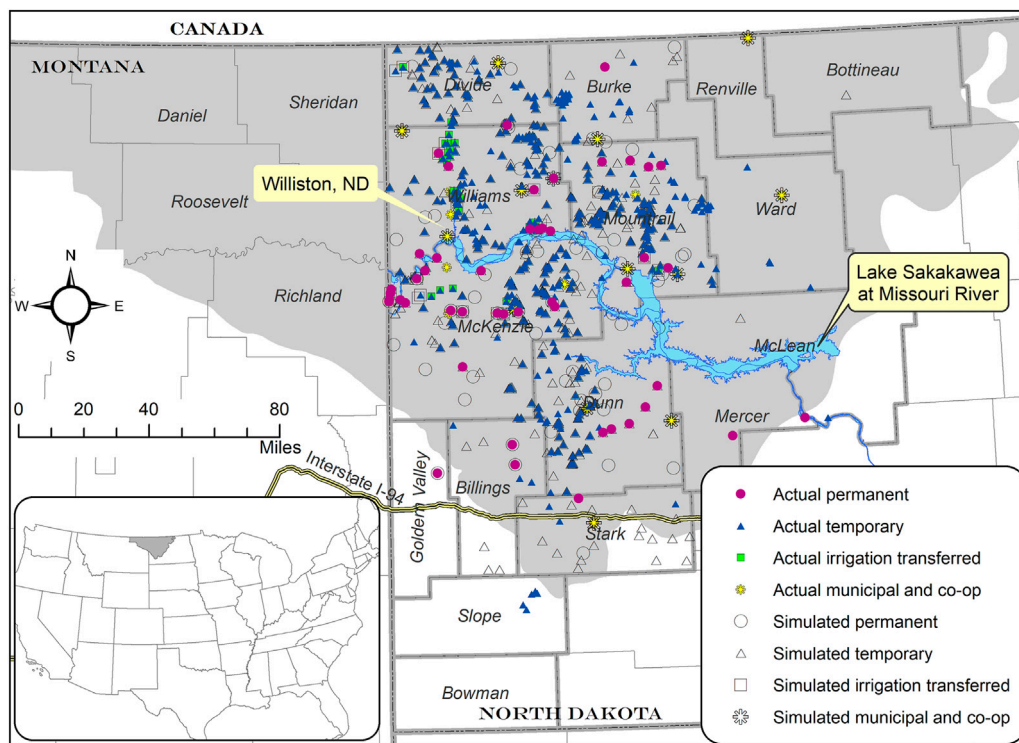 CANADA
MONTANA
Daniel
Sheridan
Divide
Burke
Renville
Bottineau
Williston, ND
Roosevelt
Williams
Mountrail
Ward
N
W
E
S
Richland
Lake Sakakawea
at Missouri River
McKenzie
McLean
0 20 40 80
Miles
Dunn
Mercer
Interstate I-94
Goldern Valley
Billings
Stark
Slope
Bowman
NORTH DAKOTA
Actual permanent
Actual temporary
Actual irrigation transferred
Actual municipal and co-op
Simulated permanent
Simulated temporary
Simulated irrigation transferred
Simulated municipal and co-op